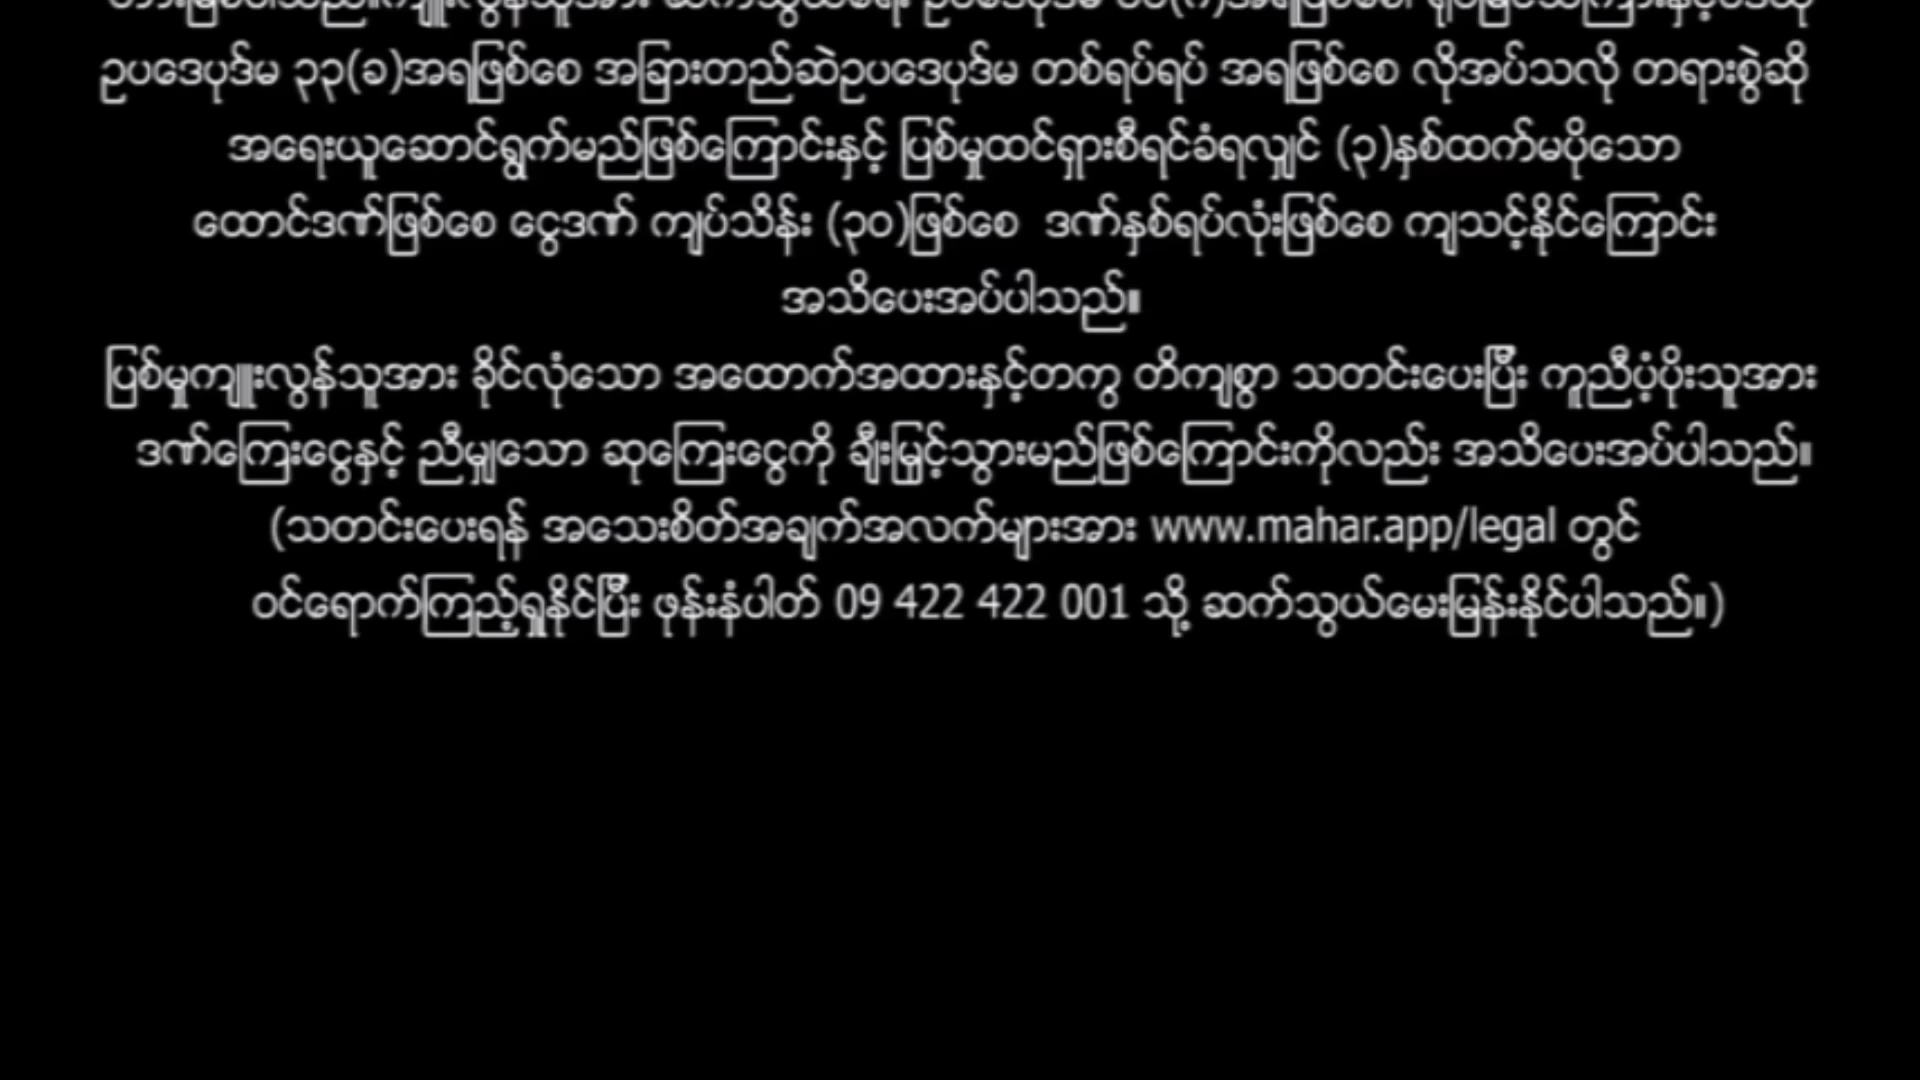 ဥပဒေပုဒ်မ ၃၃(ခ)အရဖြစ်စေ အခြားတည်ဆဲဥပဒေပုဒ်မ တစ်ရပ်ရပ် အရဖြစ်စေ လိုအပ်သလို တရားစွဲဆို
အရေးယူဆောင်ရွက်မည်ဖြစ်ကြောင်းနှင့် ပြစ်မှုထင်ရှားစီရင်ခံရလျှင် (၃)နှစ်ထက်မပိုသော
ထောင်ဒဏ်ဖြစ်စေ ငွေဒဏ် ကျပ်သိန်း (၃၀)ဖြစ်စေ ဒဏ်နှစ်ရပ်လုံးဖြစ်စေ ကျသင့်နိုင်ကြောင်း
အသိပေးအပ်ပါသည်။
ပြစ်မှုကျူးလွန်သူအား ခိုင်လုံသော အထောက်အထားနှင့်တကွ တိကျစွာ သတင်းပေးပြီး ကူညီပံ့ပိုးသူအား
ဒဏ်ကြေးငွေနှင့် ညီမျှသော ဆုကြေးငွေကို ချီးမြှင့်သွားမည်ဖြစ်ကြောင်းကိုလည်း အသိပေးအပ်ပါသည်။
(သတင်းပေးရန် အသေးစိတ်အချက်အလက်များအား www.mahar.app/legal တွင်
ဝင်ရောက်ကြည့်ရှုနိုင်ပြီး ဖုန်းနံပါတ် 09 422 422 001 သို့ ဆက်သွယ်မေးမြန်းနိုင်ပါသည်။)